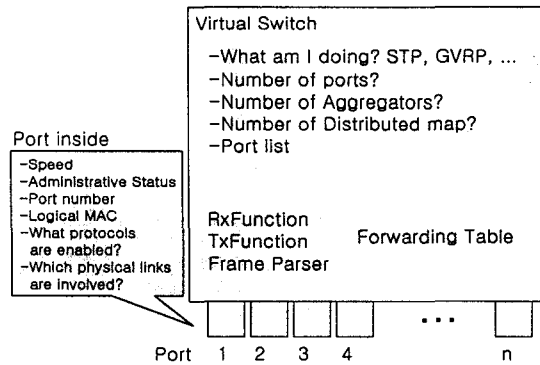 Virtual Switch
-What am I doing? STP, GVRP, ...
-Number of ports?
-Number of Aggregators?
-Number of Distributed map?
-Port list
Port inside
-Speed
-Administrative Status
-Port number
-Logical MAC
-What protocols
are enabled?
-Which physical links
are involved?
RxFunction
TxFunction
Frame Parser
Forwarding Table
...
Port 1 2 3 4 n